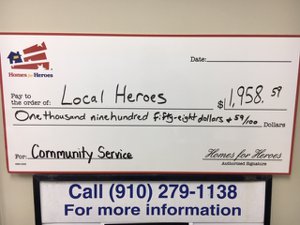 Homes for Heroes
Date:
Pay to
the order of: Local Heroes $1,958.59
One thousand nine hundred fifty-eight dollars + 59/100 Dollars
For: Community Service
Homes for Heroes
Authorized Signature
Call (910) 279-1138
For more information